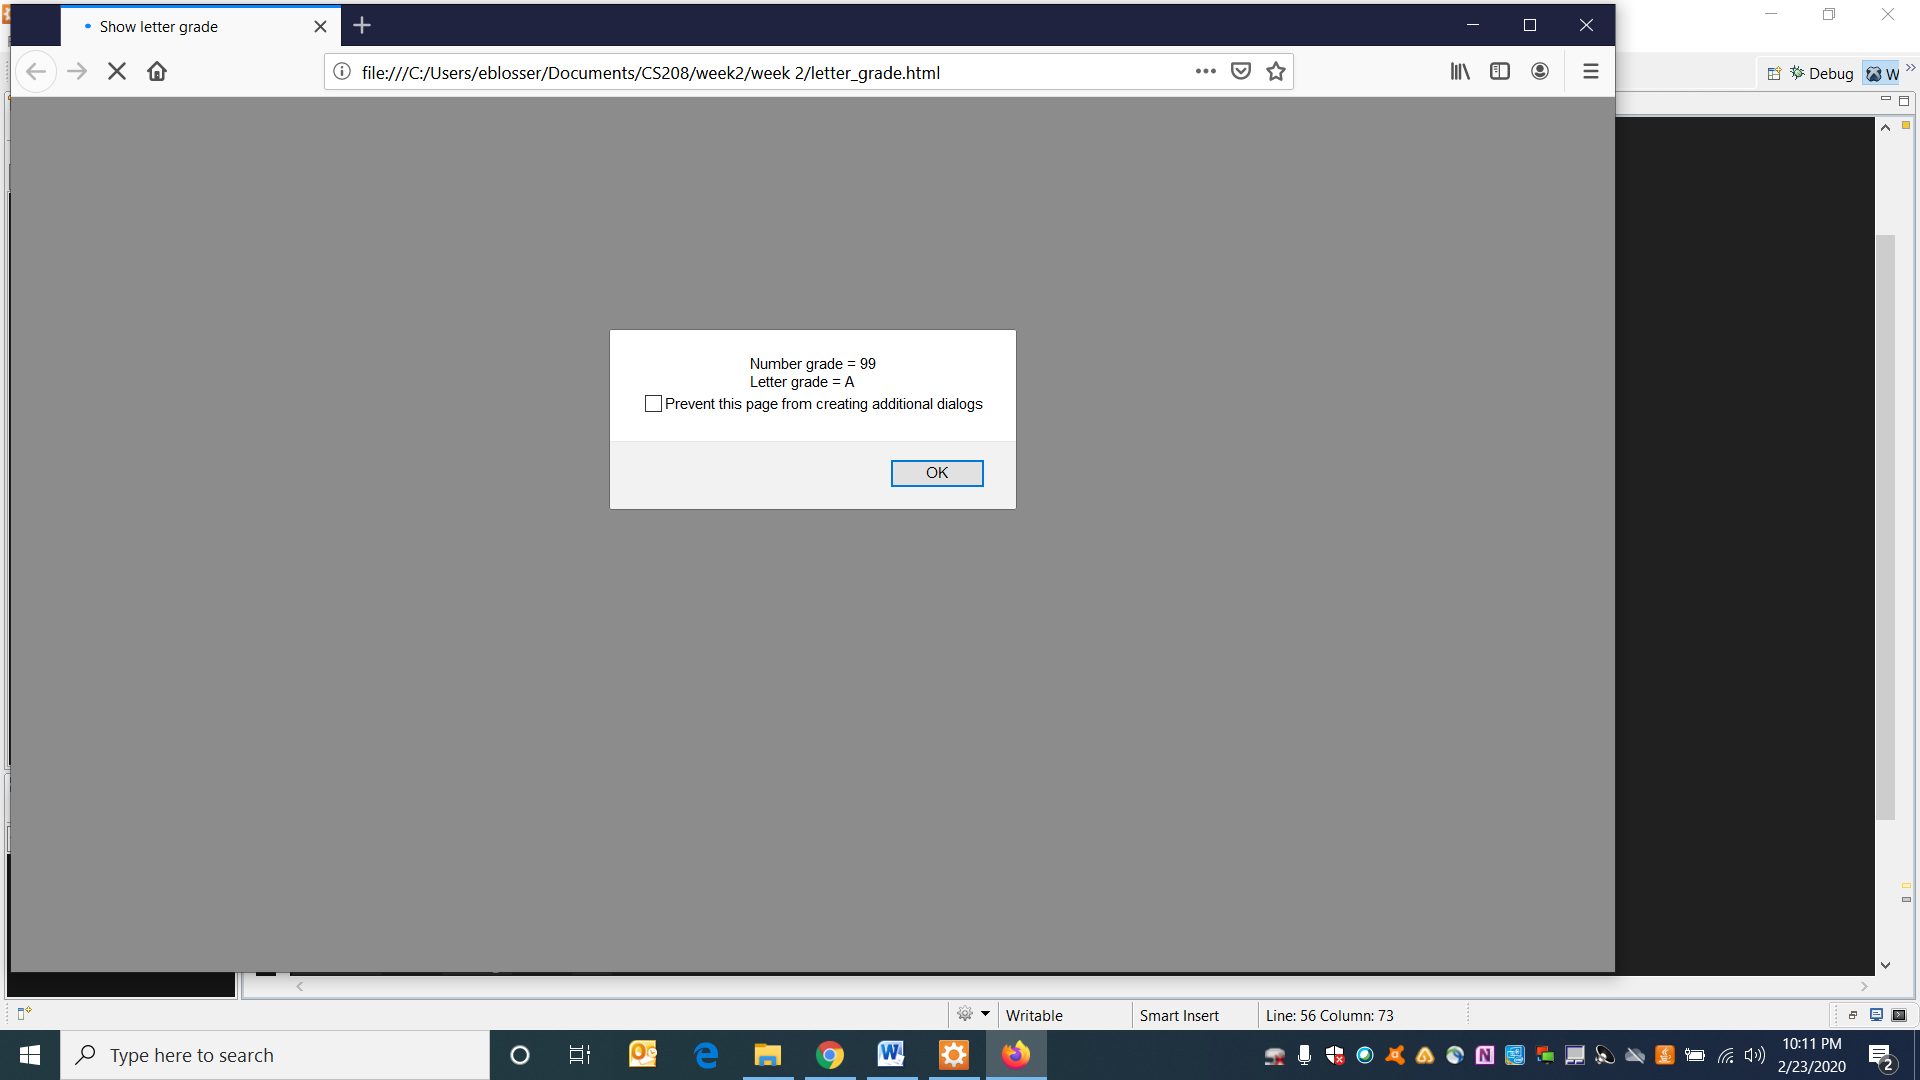 Show letter grade
file:///C:/Users/eblosser/Documents/CS208/week2/week 2/letter_grade.html
Debug
W
Number grade = 99
Letter grade = A
Prevent this page from creating additional dialogs
OK
Writable
Smart Insert
Line: 56 Column: 73
Type here to search
10:11 PM
2/23/2020
2